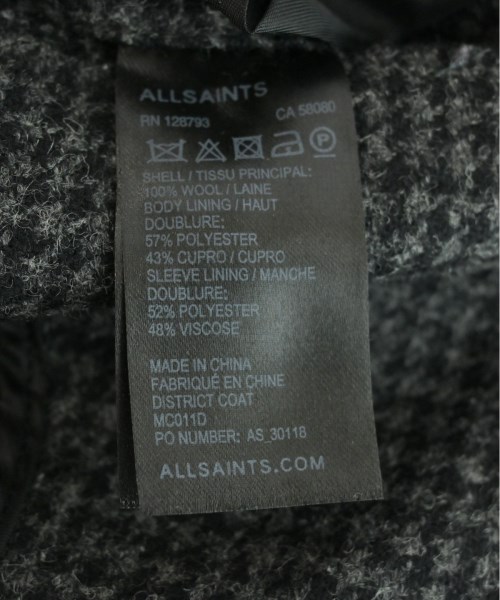 ALLSAINTS
RN 128793 CA 58080
P
SHELL / TISSU PRINCIPAL:
100% WOOL / LAINE
BODY LINING / HAUT
DOUBLURE:
57% POLYESTER
43% CUPRO / CUPRO
SLEEVE LINING / MANCHE
DOUBLURE:
52% POLYESTER
48% VISCOSE
MADE IN CHINA
FABRIQUÉ EN CHINE
DISTRICT COAT
MC011D
PO NUMBER: AS_30118
ALLSAINTS.COM